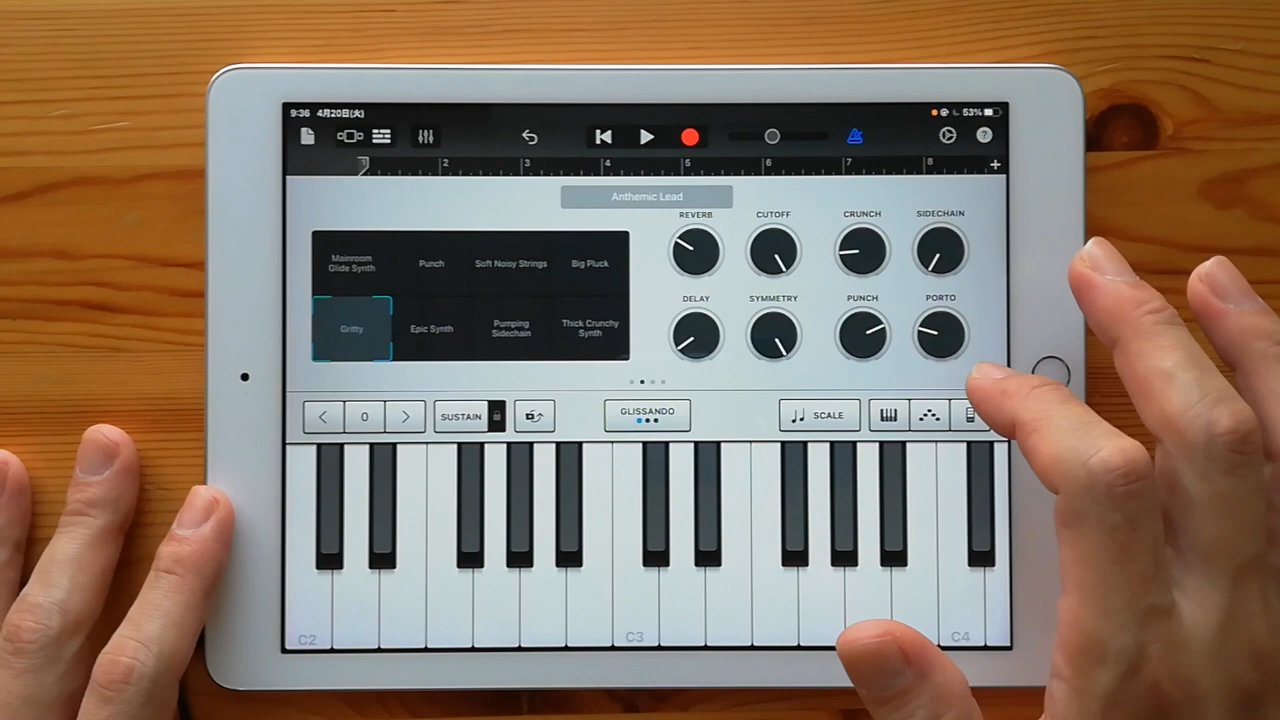 9:36 4月20日(火)
53%
1 2 3 4 5 6 7 8 +
?
Anthemic Lead
REVERB CUTOFF CRUNCH SIDECHAIN
Mainroom
Glide Synth
Punch
Soft Noisy Strings
Big Pluck
DELAY SYMMETRY PUNCH PORTO
Gritty
Epic Synth
Pumping
Sidechain
Thick Crunchy
Synth
< 0 >
SUSTAIN
GLISSANDO
SCALE
C2 C3 C4